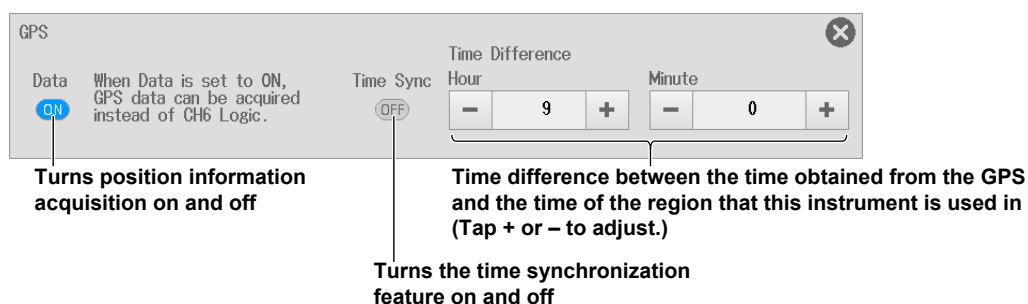 GPS
Time Difference
Data
When Data is set to ON,
GPS data can be acquired
instead of CH6 Logic.
Time Sync
Hour
Minute
ON
OFF
− 9 +
− 0 +
Turns position information
acquisition on and off
Time difference between the time obtained from the GPS
and the time of the region that this instrument is used in
(Tap + or – to adjust.)
Turns the time synchronization
feature on and off